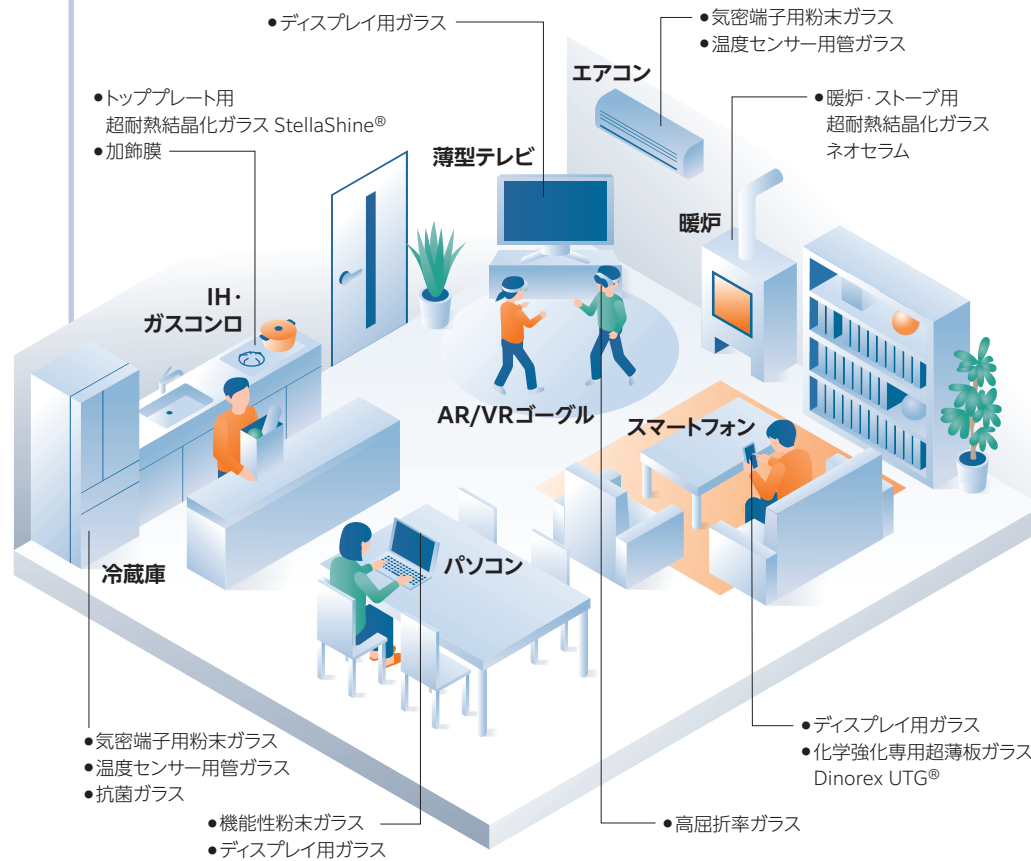 ●ディスプレイ用ガラス
●気密端子用粉末ガラス
●温度センサー用管ガラス
エアコン
●トッププレート用
超耐熱結晶化ガラス StellaShine®
●加飾膜
●暖炉·ストーブ用
超耐熱結晶化ガラス
ネオセラム
薄型テレビ
暖炉
IH·
ガスコンロ
AR/VRゴーグル
スマートフォン
冷蔵庫
パソコン
●気密端子用粉末ガラス
●温度センサー用管ガラス
●抗菌ガラス
●ディスプレイ用ガラス
●化学強化専用超薄板ガラス
Dinorex UTG®
●機能性粉末ガラス
●ディスプレイ用ガラス
●高屈折率ガラス